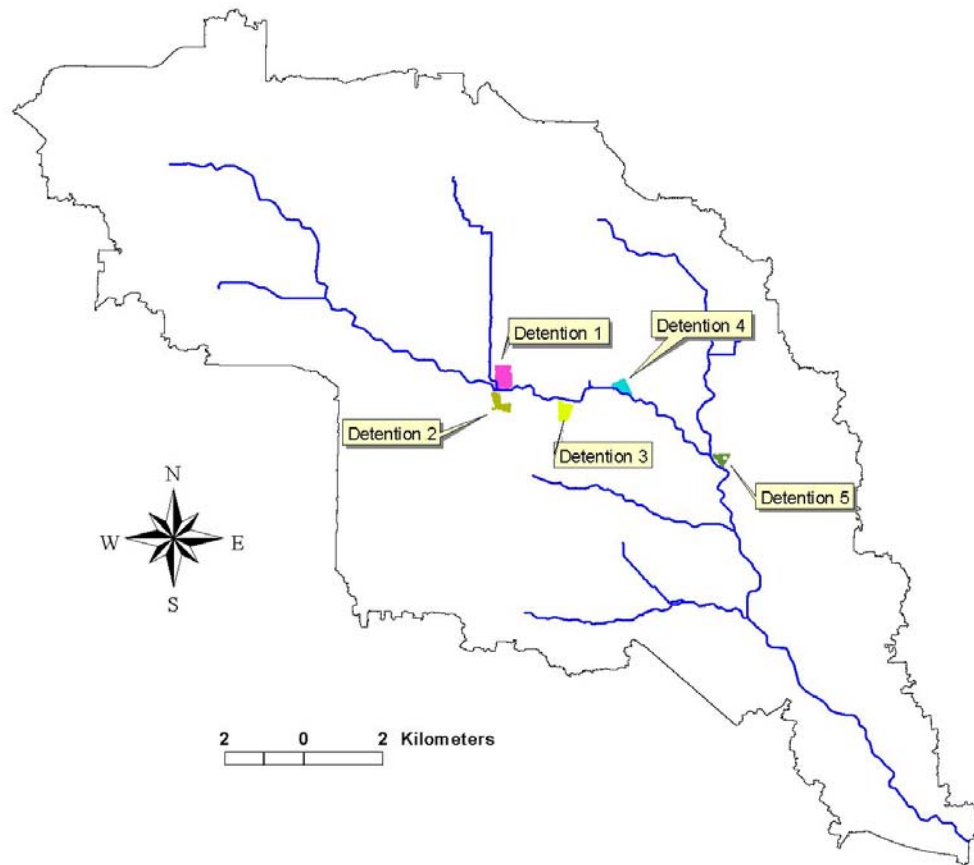 Detention 4
Detention 1
Detention 2
Detention 3
Detention 5
N
W E
S
2 0 2 Kilometers